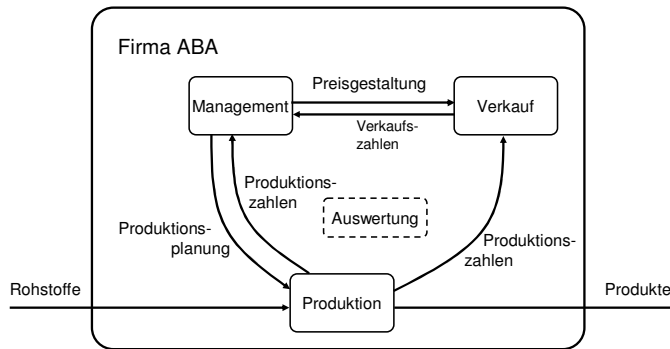 Firma ABA
Preisgestaltung
Management
Verkauf
Verkaufs-
zahlen
Produktions-
zahlen
Auswertung
Produktions-
planung
Produktions-
zahlen
Rohstoffe
Produktion
Produkte